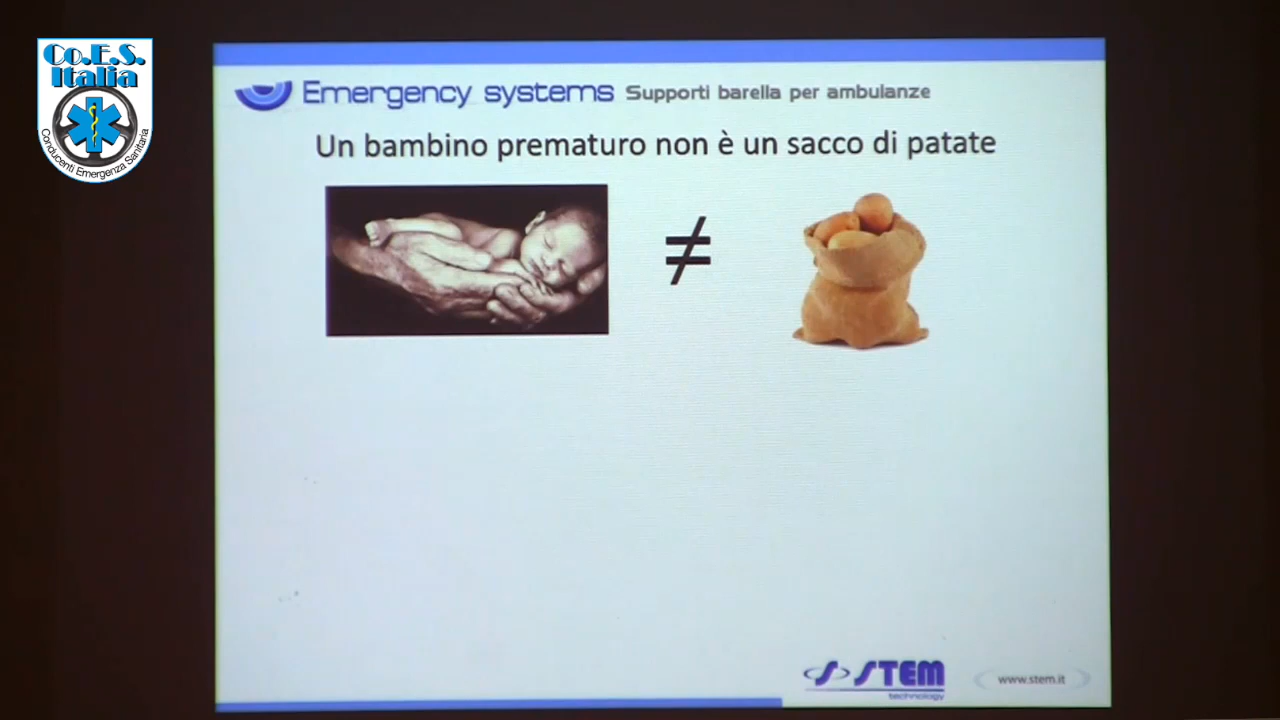 Co.E.S.
Italia
Conducenti Emergenza Sanitaria
Emergency systems Supporti barella per ambulanze
Un bambino prematuro non è un sacco di patate
≠
STEM
technology
www.stem.it